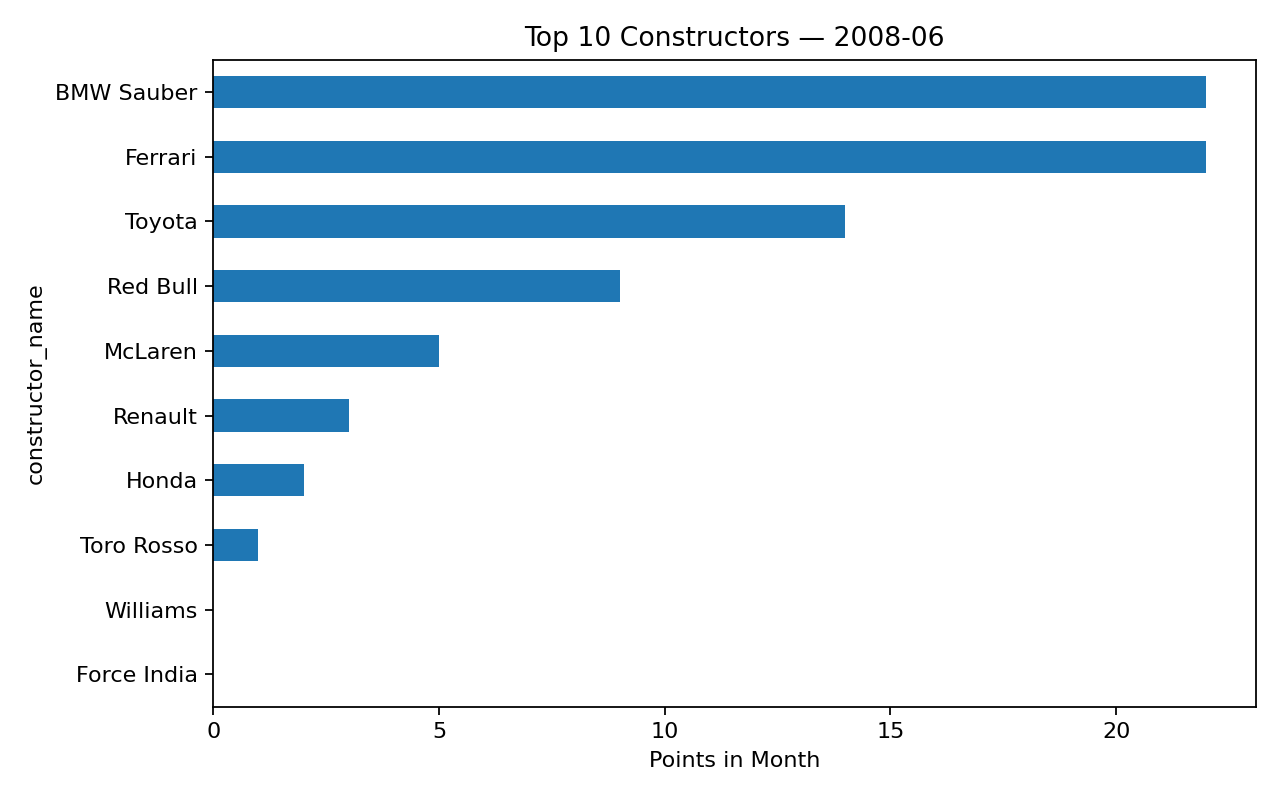 Top 10 Constructors — 2008-06
constructor_name
BMW Sauber
Ferrari
Toyota
Red Bull
McLaren
Renault
Honda
Toro Rosso
Williams
Force India
0 5 10 15 20
Points in Month